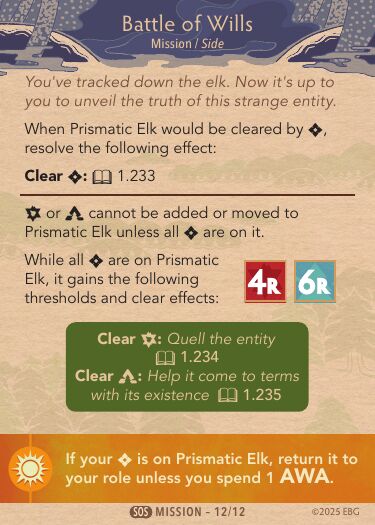 Battle of Wills
Mission / Side
You've tracked down the elk. Now it's up to
you to unveil the truth of this strange entity.
When Prismatic Elk would be cleared by ,
resolve the following effect:
Clear : 1.233
or cannot be added or moved to
Prismatic Elk unless all are on it.
While all are on Prismatic
Elk, it gains the following
thresholds and clear effects:
4R 6R
Clear : Quell the entity
1.234
Clear : Help it come to terms
with its existence 1.235
If your is on Prismatic Elk, return it to
your role unless you spend 1 AWA.
SOS MISSION - 12/12 ©2025 EBG